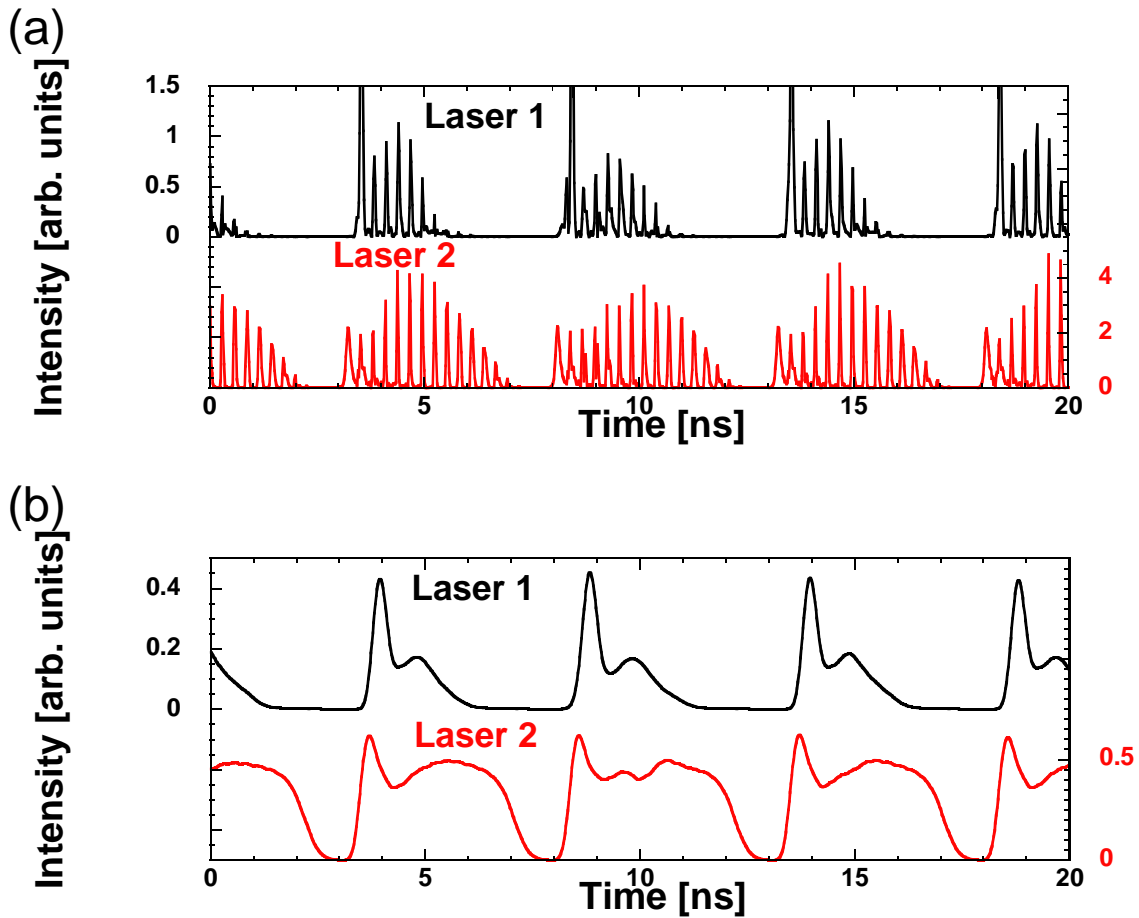 (a)
Intensity [arb. units]
1.5
1
0.5
0
Laser 1
Laser 2
4
2
0
0 5 10 15 20
Time [ns]
(b)
Intensity [arb. units]
0.4
0.2
0
Laser 1
Laser 2
0.5
0
0 5 10 15 20
Time [ns]